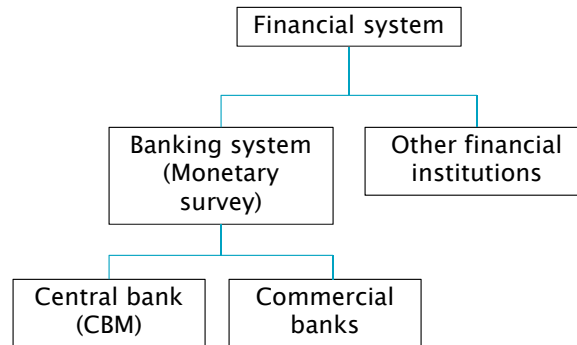 Financial system
Banking system
(Monetary
survey)
Other financial
institutions
Central bank
(CBM)
Commercial
banks